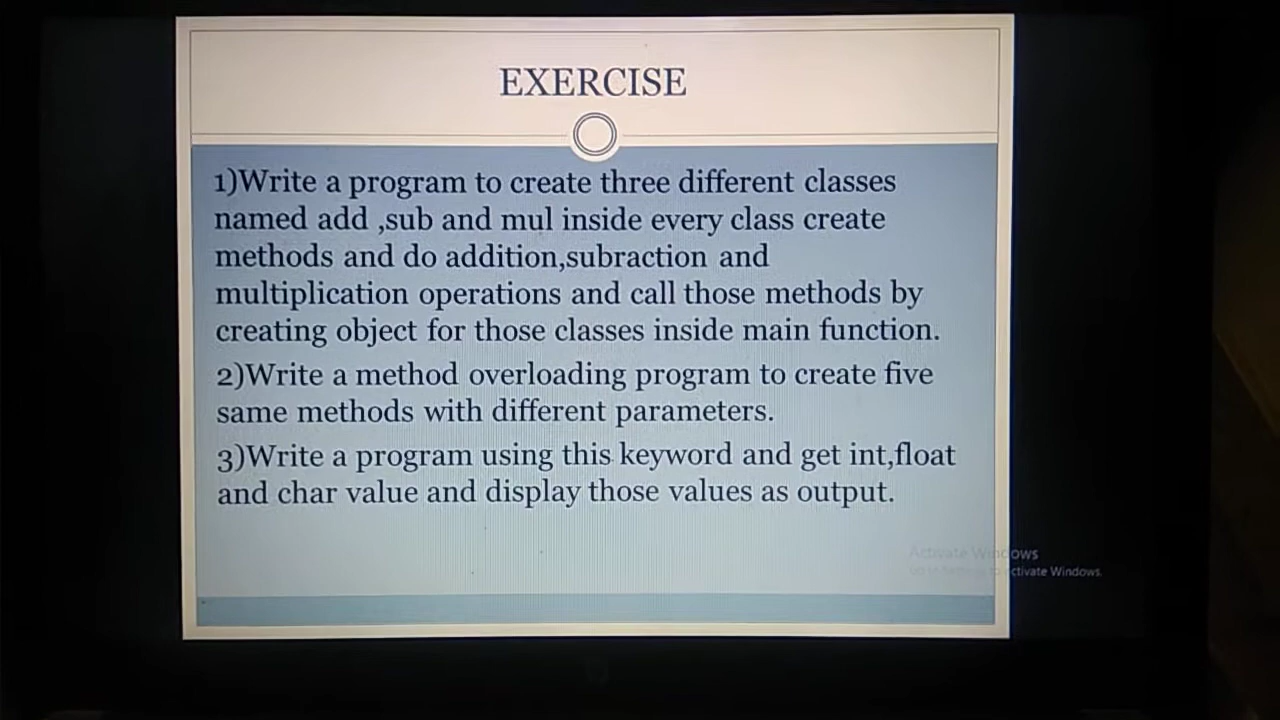 EXERCISE
1)Write a program to create three different classes
named add ,sub and mul inside every class create
methods and do addition,subraction and
multiplication operations and call those methods by
creating object for those classes inside main function.
2)Write a method overloading program to create five
same methods with different parameters.
3)Write a program using this keyword and get int,float
and char value and display those values as output.
Activate Windows
to activate Windows.